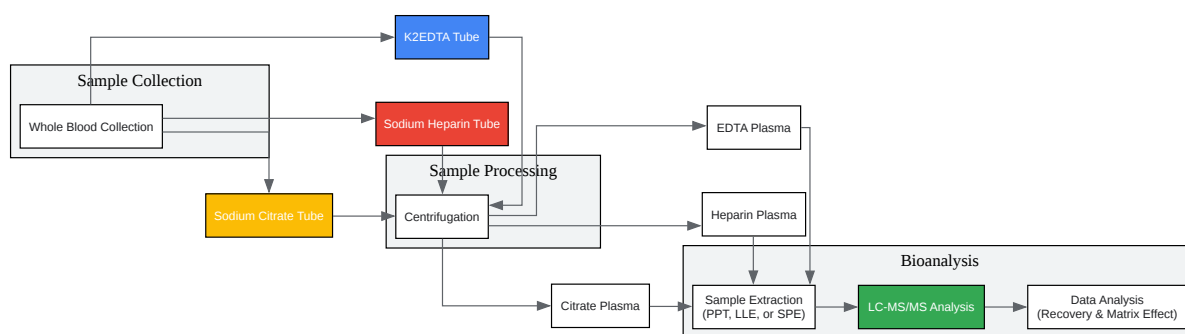 K2EDTA Tube
Sample Collection
Whole Blood Collection
Sodium Heparin Tube
EDTA Plasma
Sample Processing
Sodium Citrate Tube
Centrifugation
Heparin Plasma
Bioanalysis
Citrate Plasma
Sample Extraction
(PPT, LLE, or SPE)
LC-MS/MS Analysis
Data Analysis
(Recovery & Matrix Effect)